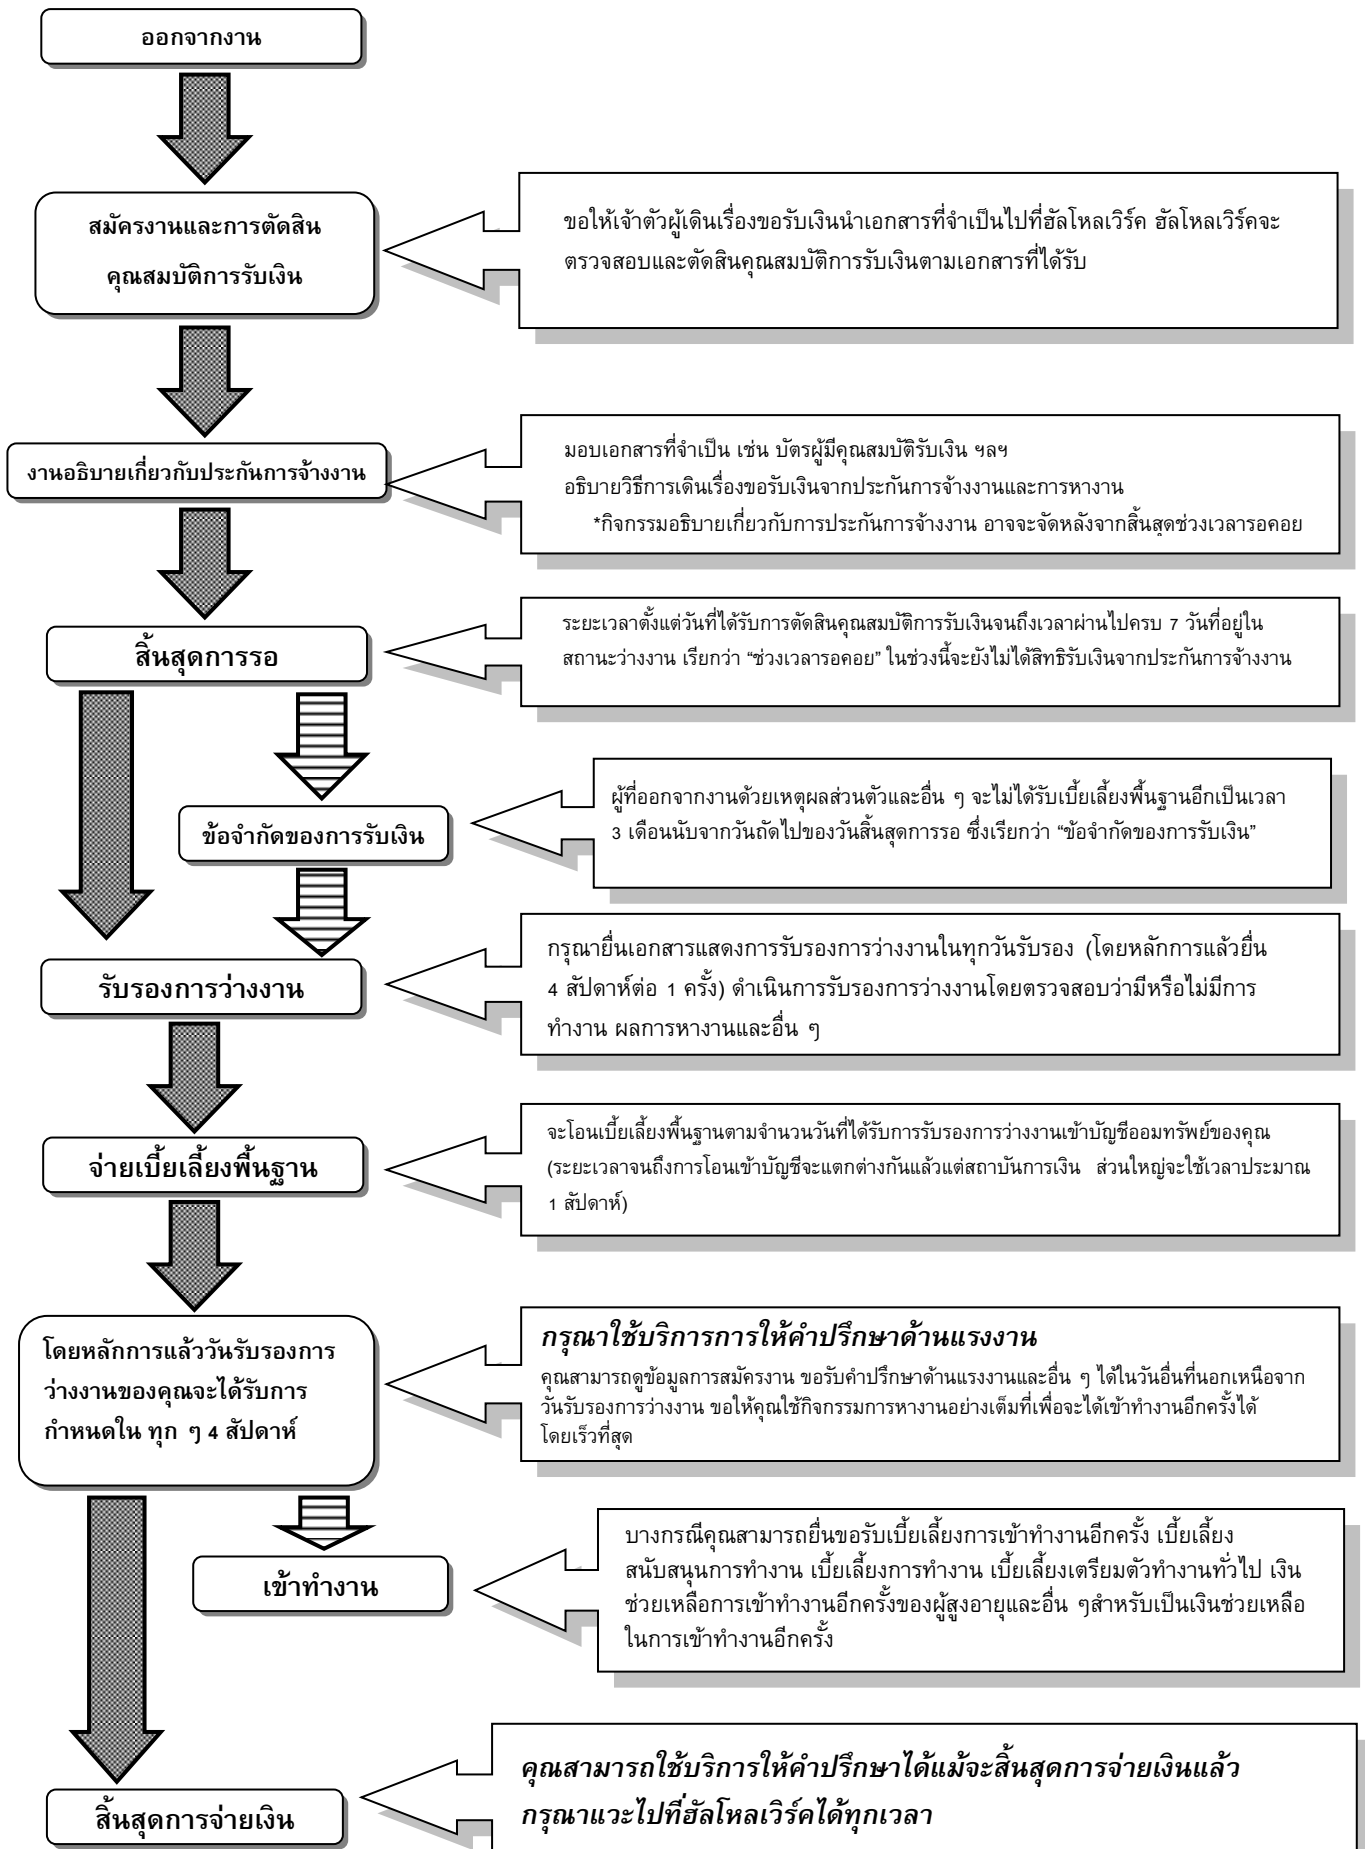 ออกจากงาน
สมัครงานและการตัดสิน
คุณสมบัติการรับเงิน
ขอให้เจ้าตัวผู้เดินเรื่องขอรับเงินนำเอกสารที่จำเป็นไปที่ฮัลโหลเวิร์ค ฮัลโหลเวิร์คจะ
ตรวจสอบและตัดสินคุณสมบัติการรับเงินตามเอกสารที่ได้รับ
งานอธิบายเกี่ยวกับประกันการจ้างงาน
มอบเอกสารที่จำเป็น เช่น บัตรผู้มีคุณสมบัติรับเงิน ฯลฯ
อธิบายวิธีการเดินเรื่องขอรับเงินจากประกันการจ้างงานและการหางาน
*กิจกรรมอธิบายเกี่ยวกับการประกันการจ้างงาน อาจจะจัดหลังจากสิ้นสุดช่วงเวลารอคอย
สิ้นสุดการรอ
ระยะเวลาตั้งแต่วันที่ได้รับการตัดสินคุณสมบัติการรับเงินจนถึงเวลาผ่านไปครบ 7 วันที่อยู่ใน
สถานะว่างงาน เรียกว่า “ช่วงเวลารอคอย” ในช่วงนี้จะยังไม่ได้สิทธิรับเงินจากประกันการจ้างงาน
ข้อจำกัดของการรับเงิน
ผู้ที่ออกจากงานด้วยเหตุผลส่วนตัวและอื่น ๆ จะไม่ได้รับเบี้ยเลี้ยงพื้นฐานอีกเป็นเวลา
3 เดือนนับจากวันถัดไปของวันสิ้นสุดการรอ ซึ่งเรียกว่า “ข้อจำกัดของการรับเงิน”
รับรองการว่างงาน
กรุณายื่นเอกสารแสดงการรับรองการว่างงานในทุกวันรับรอง (โดยหลักการแล้วยื่น
4 สัปดาห์ต่อ 1 ครั้ง) ดำเนินการรับรองการว่างงานโดยตรวจสอบว่ามีหรือไม่มีการ
ทำงาน ผลการหางานและอื่น ๆ
จ่ายเบี้ยเลี้ยงพื้นฐาน
จะโอนเบี้ยเลี้ยงพื้นฐานตามจำนวนวันที่ได้รับการรับรองการว่างงานเข้าบัญชีออมทรัพย์ของคุณ
(ระยะเวลาจนถึงการโอนเข้าบัญชีจะแตกต่างกันแล้วแต่สถาบันการเงิน ส่วนใหญ่จะใช้เวลาประมาณ
1 สัปดาห์)
โดยหลักการแล้ววันรับรองการ
ว่างงานของคุณจะได้รับการ
กำหนดใน ทุก ๆ 4 สัปดาห์
กรุณาใช้บริการการให้คำปรึกษาด้านแรงงาน
คุณสามารถดูข้อมูลการสมัครงาน ขอรับคำปรึกษาด้านแรงงานและอื่น ๆ ได้ในวันอื่นที่นอกเหนือจาก
วันรับรองการว่างงาน ขอให้คุณใช้กิจกรรมการหางานอย่างเต็มที่เพื่อจะได้เข้าทำงานอีกครั้งได้
โดยเร็วที่สุด
เข้าทำงาน
บางกรณีคุณสามารถยื่นขอรับเบี้ยเลี้ยงการเข้าทำงานอีกครั้ง เบี้ยเลี้ยง
สนับสนุนการทำงาน เบี้ยเลี้ยงการทำงาน เบี้ยเลี้ยงเตรียมตัวทำงานทั่วไป เงิน
ช่วยเหลือการเข้าทำงานอีกครั้งของผู้สูงอายุและอื่น ๆสำหรับเป็นเงินช่วยเหลือ
ในการเข้าทำงานอีกครั้ง
สิ้นสุดการจ่ายเงิน
คุณสามารถใช้บริการให้คำปรึกษาได้แม้จะสิ้นสุดการจ่ายเงินแล้ว
กรุณาแวะไปที่ฮัลโหลเวิร์คได้ทุกเวลา